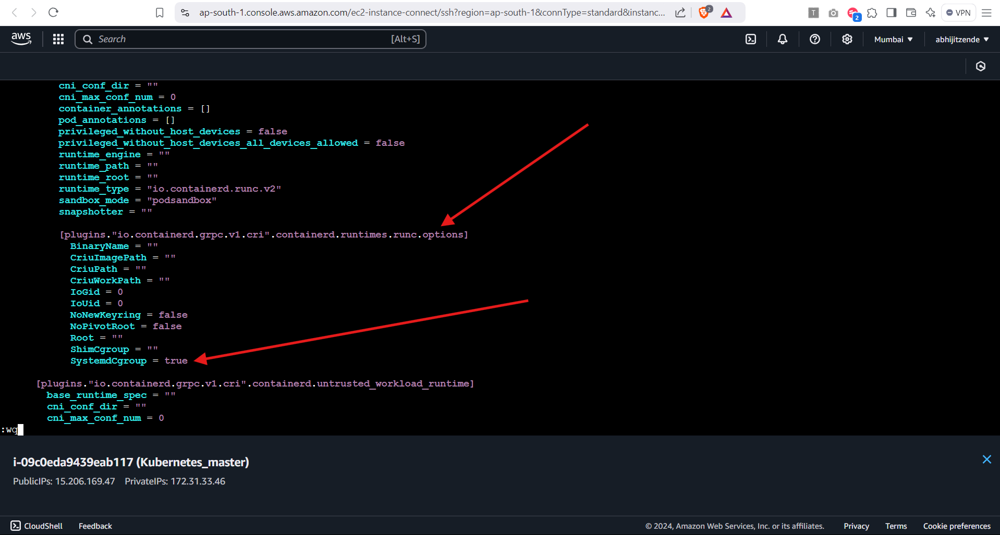 ap-south-1.console.aws.amazon.com/ec2-instance-connect/ssh?region=ap-south-1&connType=standard&instanc...
2
T
2
VPN
aws
Search
[Alt+S]
Mumbai
abhijitzende
cni_conf_dir = ""
cni_max_conf_num = 0
container_annotations = []
pod_annotations = []
privileged_without_host_devices = false
privileged_without_host_devices_all_devices_allowed = false
runtime_engine = ""
runtime_path = ""
runtime_root = ""
runtime_type = "io.containerd.runc.v2"
sandbox_mode = "podsandbox"
snapshotter = ""
[plugins."io.containerd.grpc.v1.cri".containerd.runtimes.runc.options]
BinaryName = ""
CriuImagePath = ""
CriuPath = ""
CriuWorkPath = ""
IoGid = 0
IoUid = 0
NoNewKeyring = false
NoPivotRoot = false
Root = ""
ShimCgroup = ""
SystemdCgroup = true
[plugins."io.containerd.grpc.v1.cri".containerd.untrusted_workload_runtime]
base_runtime_spec = ""
cni_conf_dir = ""
cni_max_conf_num = 0
:wq
i-09c0eda9439eab117 (Kubernetes_master)
PublicIPs: 15.206.169.47 PrivateIPs: 172.31.33.46
CloudShell
Feedback
© 2024, Amazon Web Services, Inc. or its affiliates.
Privacy
Terms
Cookie preferences